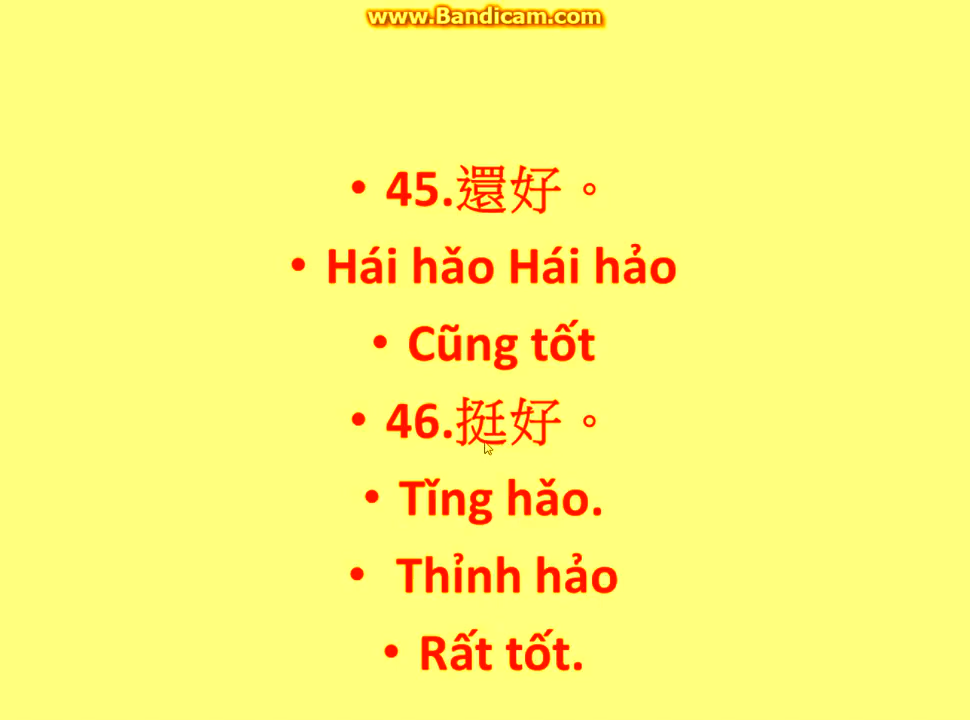 www.Bandicam.com
• 45.還好。
• Hái hǎo Hái hảo
• Cũng tốt
• 46.挺好。
• Tǐng hǎo.
• Thỉnh hảo
• Rất tốt.